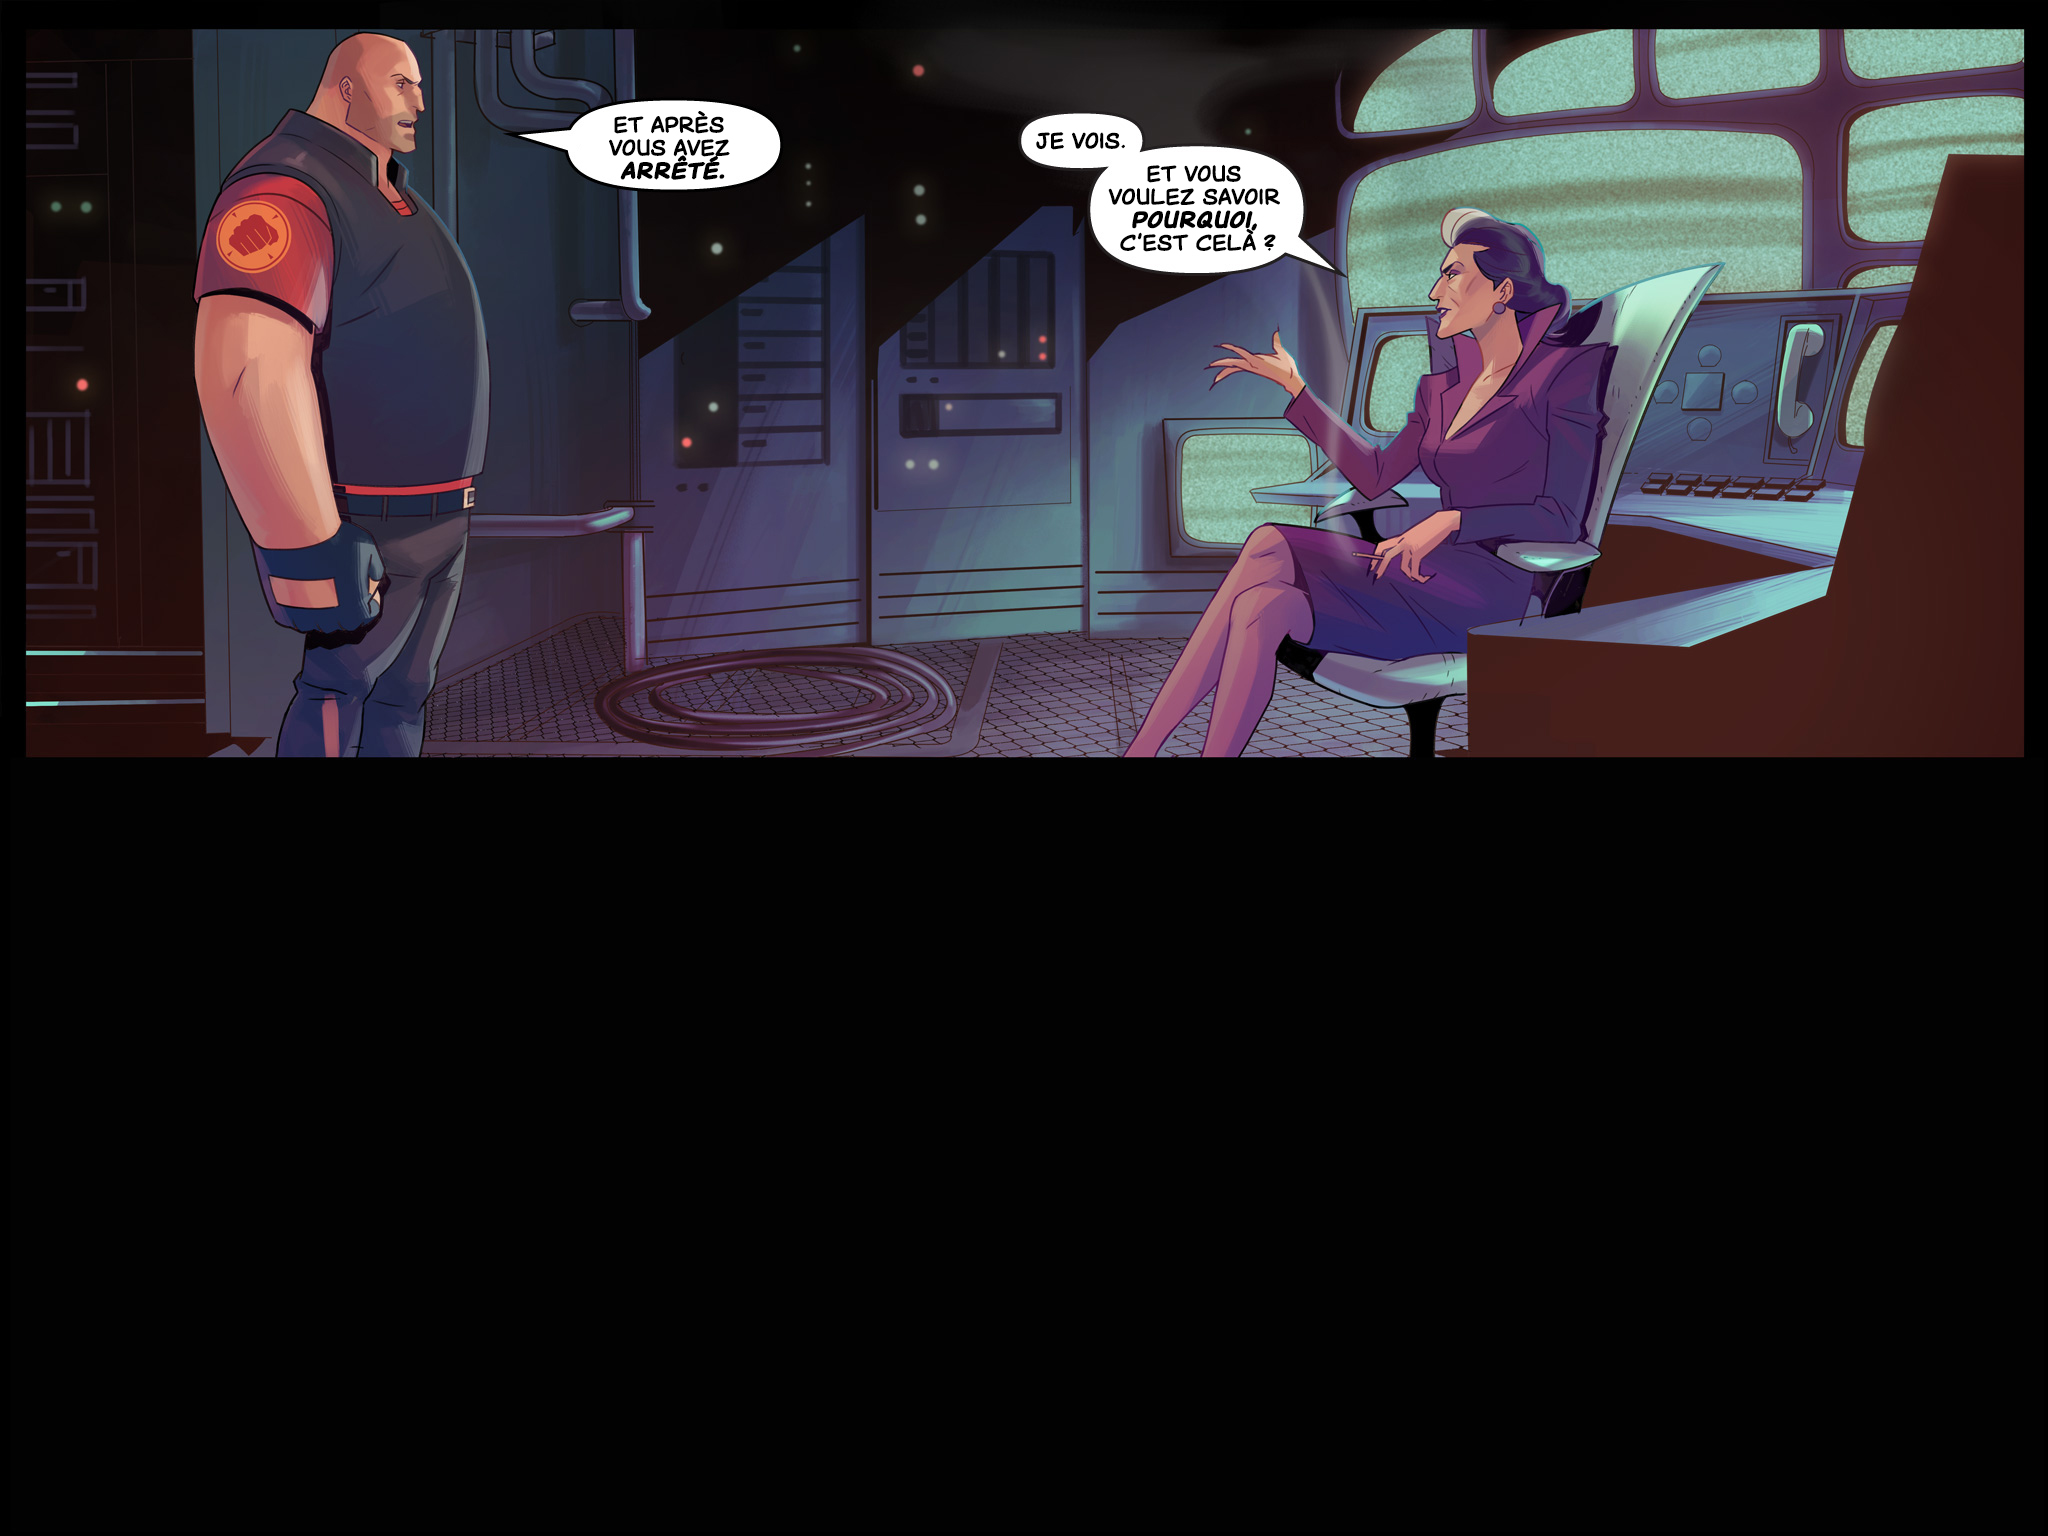 ET APRÈS
VOUS AVEZ
ARRÊTÉ.
JE VOIS.
ET VOUS
VOULEZ SAVOIR
POURQUOI,
C'EST CELÀ ?